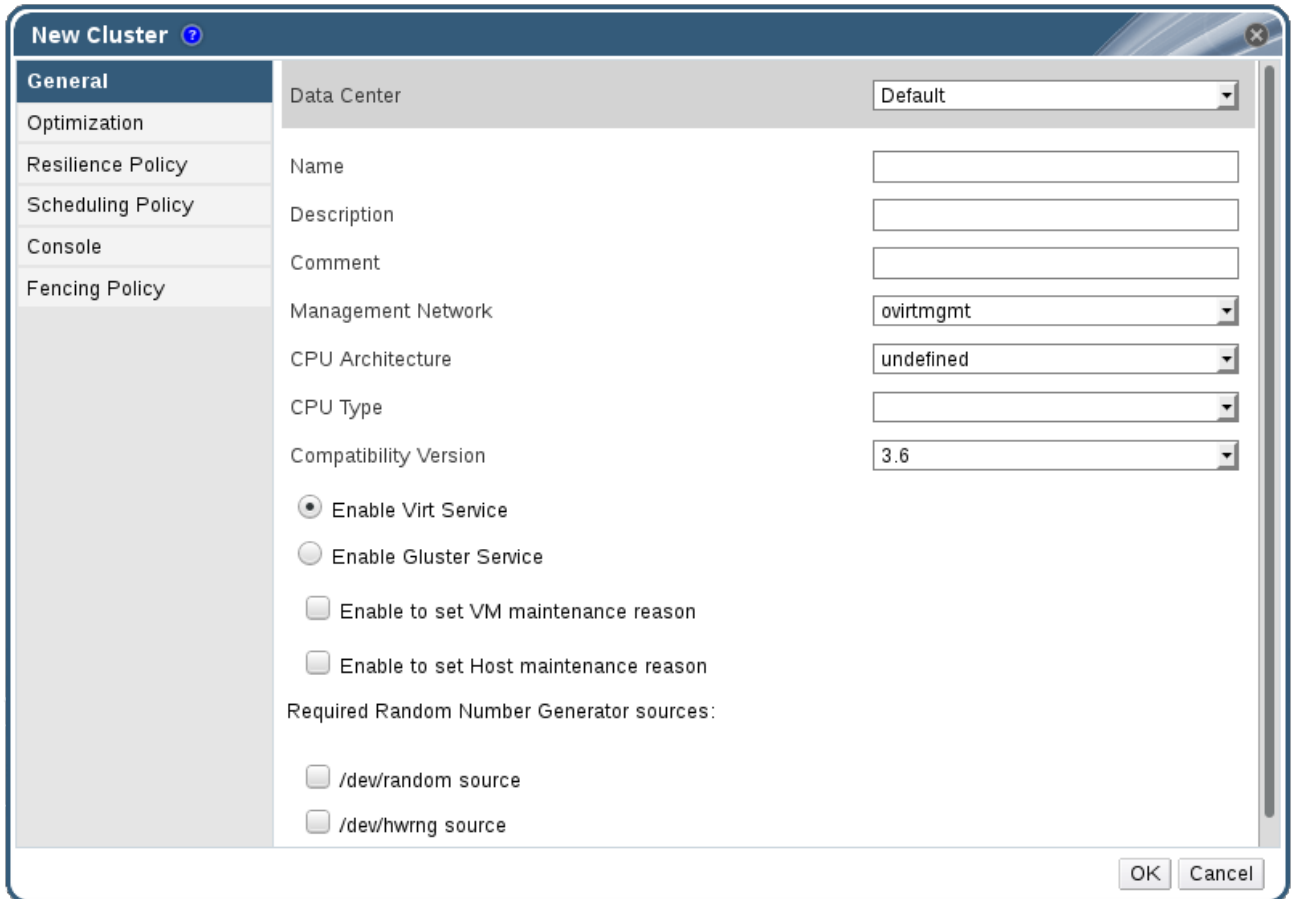 New Cluster ?
General
Optimization
Resilience Policy
Scheduling Policy
Console
Fencing Policy
Data Center Default
Name
Description
Comment
Management Network ovirtmgmt
CPU Architecture undefined
CPU Type
Compatibility Version 3.6
Enable Virt Service
Enable Gluster Service
Enable to set VM maintenance reason
Enable to set Host maintenance reason
Required Random Number Generator sources:
/dev/random source
/dev/hwrng source
OK Cancel